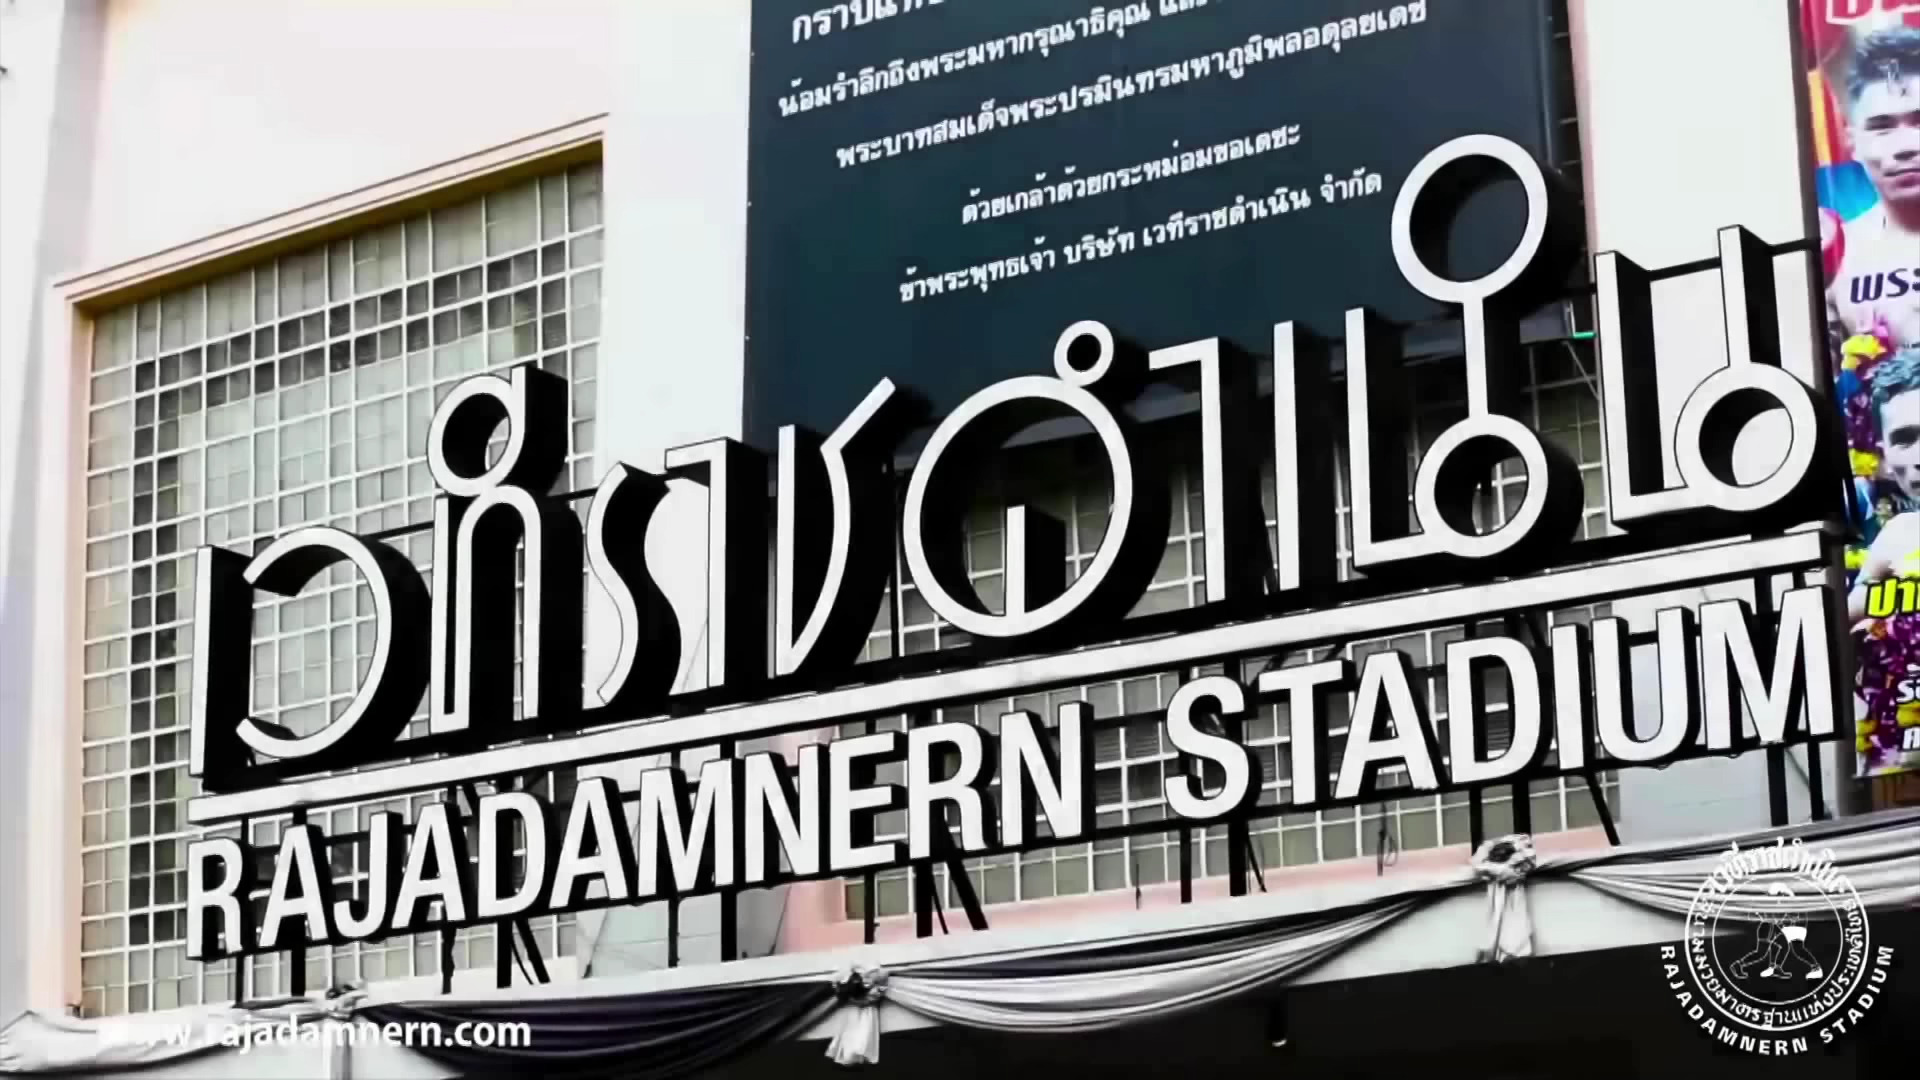 น้อมรำลึกถึงพระมหากรุณาธิคุณ และ
พระบาทสมเด็จพระปรมินทรมหาภูมิพลอดุลยเดช
ด้วยเกล้าด้วยกระหม่อมขอเดชะ
ข้าพระพุทธเจ้า บริษัท เวทีราชดำเนิน จำกัด
เวทีราชดำเนิน
RAJADAMNERN STADIUM
www.rajadamnern.com
RAJADAMNERN STADIUM